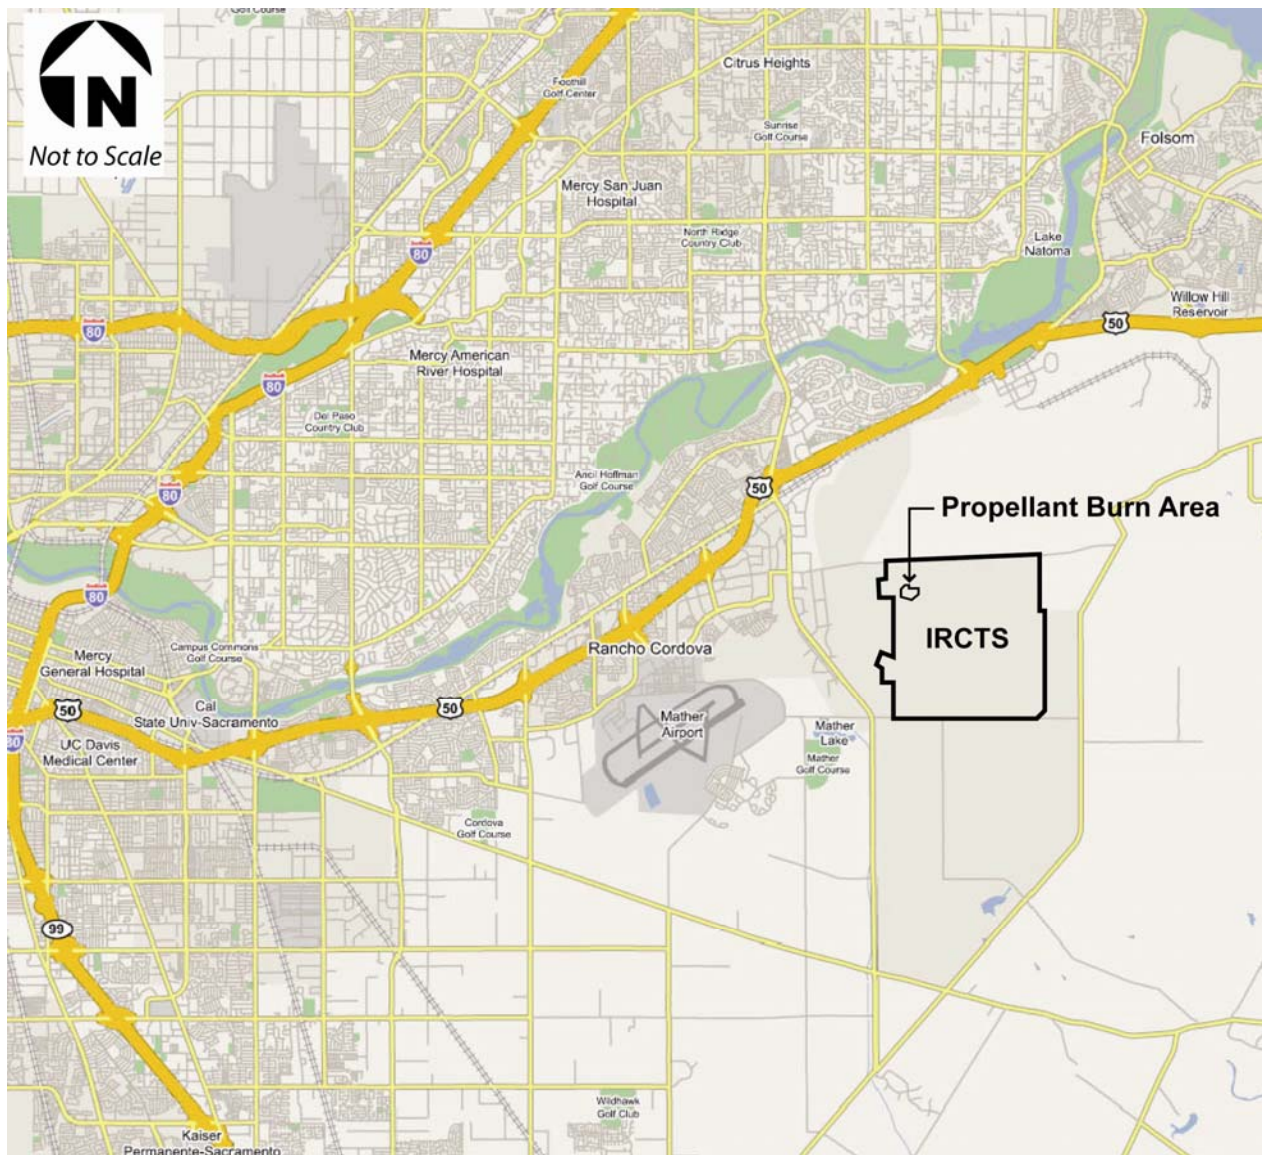 Golf Course
N
Not to Scale
Citrus Heights
Foothill
Golf Center
Sunrise
Golf Course
Folsom
Mercy San Juan
Hospital
North Ridge
Country Club
Lake
Natoma
80
Willow Hill
Reservoir
80
50
Mercy American
River Hospital
80
Del Paso
Country Club
Ancil Hoffman
Golf Course
80
50
Propellant Burn Area
80
IRCTS
Rancho Cordova
Campus Commons
Golf Course
Mercy
General Hospital
50
50
Cal
State Univ-Sacramento
Mather
Airport
Mather
Lake
80
UC Davis
Medical Center
Mather
Golf Course
Cordova
Golf Course
99
Wildhawk
Golf Club
Kaiser
Permanente-Sacramento